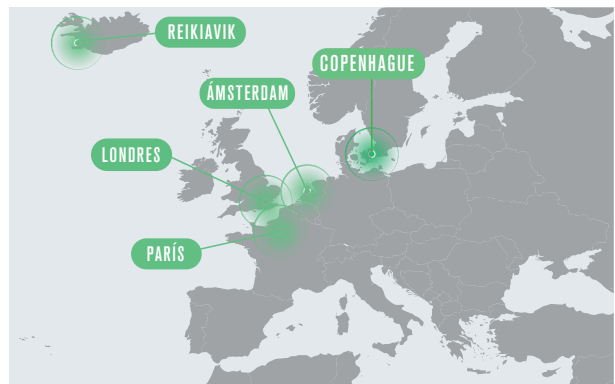 REIKIAVIK
COPENHAGUE
ÁMSTERDAM
LONDRES
PARÍS